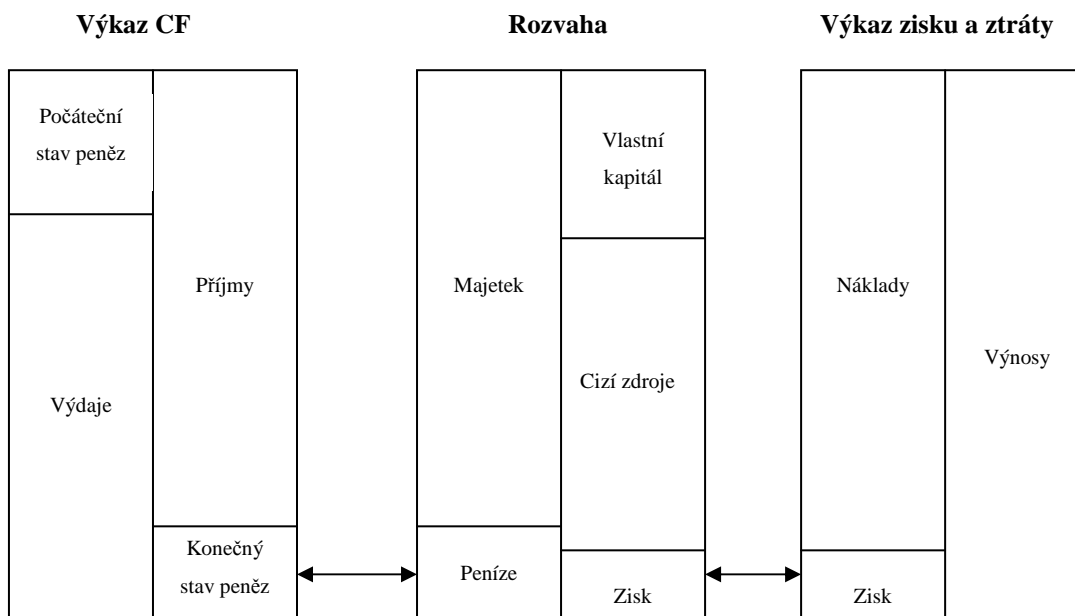 Výkaz CF
Rozvaha
Výkaz zisku a ztráty
Počáteční
stav peněz
Výdaje
Příjmy
Konečný
stav peněz
Majetek
Peníze
Vlastní
kapitál
Cizí zdroje
Zisk
Náklady
Zisk
Výnosy